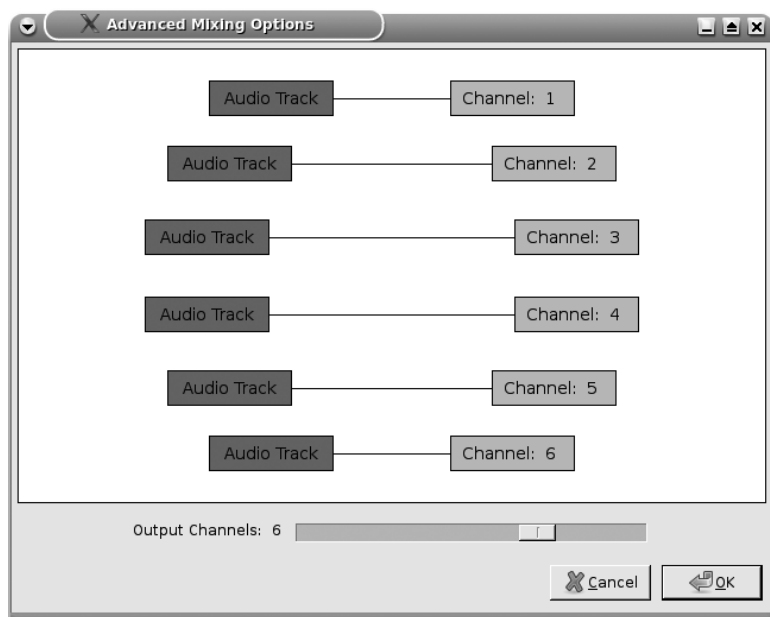 Advanced Mixing Options
Audio Track Channel: 1
Audio Track Channel: 2
Audio Track Channel: 3
Audio Track Channel: 4
Audio Track Channel: 5
Audio Track Channel: 6
Output Channels: 6
Cancel OK